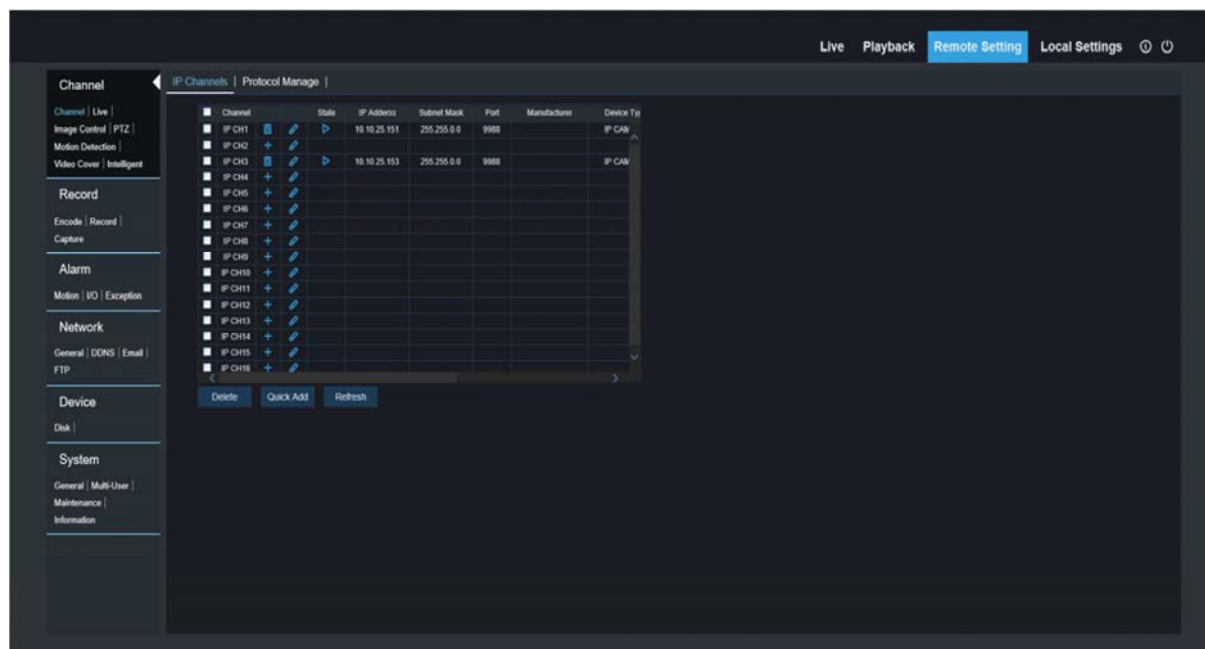 Live Playback Remote Setting Local Settings
Channel
Channel | Live |
Image Control | PTZ |
Motion Detection |
Video Cover | Intelligent
Record
Encode | Record |
Capture
Alarm
Motion | I/O | Exception
Network
General | DDNS | Email |
FTP
Device
Disk |
System
General | Multi-User |
Maintenance |
Information
IP Channels | Protocol Manage |
Channel State IP Adderss Subnet Mask Port Manufacturer Device Typ
IP CH1 10.10.25.151 255.255.0.0 9988 IP CAM
IP CH2
IP CH3 10.10.25.153 255.255.0.0 9988 IP CAM
IP CH4
IP CH5
IP CH6
IP CH7
IP CH8
IP CH9
IP CH10
IP CH11
IP CH12
IP CH13
IP CH14
IP CH15
IP CH16
Delete Quick Add Refresh